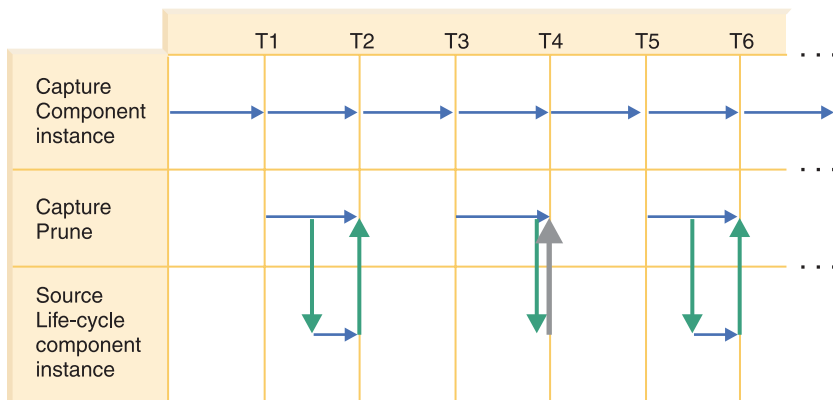 T1 T2 T3 T4 T5 T6
. . .
Capture
Component
instance
. . .
Capture
Prune
. . .
Source
Life-cycle
component
instance